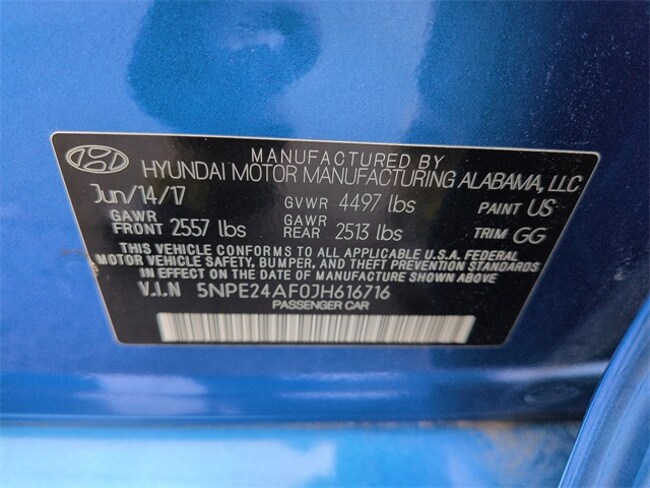 MANUFACTURED BY
HYUNDAI MOTOR MANUFACTURING ALABAMA, LLC
Jun/14/17 GVWR 4497 lbs PAINT US
GAWR FRONT 2557 lbs GAWR REAR 2513 lbs TRIM GG
THIS VEHICLE CONFORMS TO ALL APPLICABLE U.S.A. FEDERAL
MOTOR VEHICLE SAFETY, BUMPER, AND THEFT PREVENTION STANDARDS
IN EFFECT ON THE DATE OF MANUFACTURE SHOWN ABOVE
V.I.N 5NPE24AF0JH616716
PASSENGER CAR